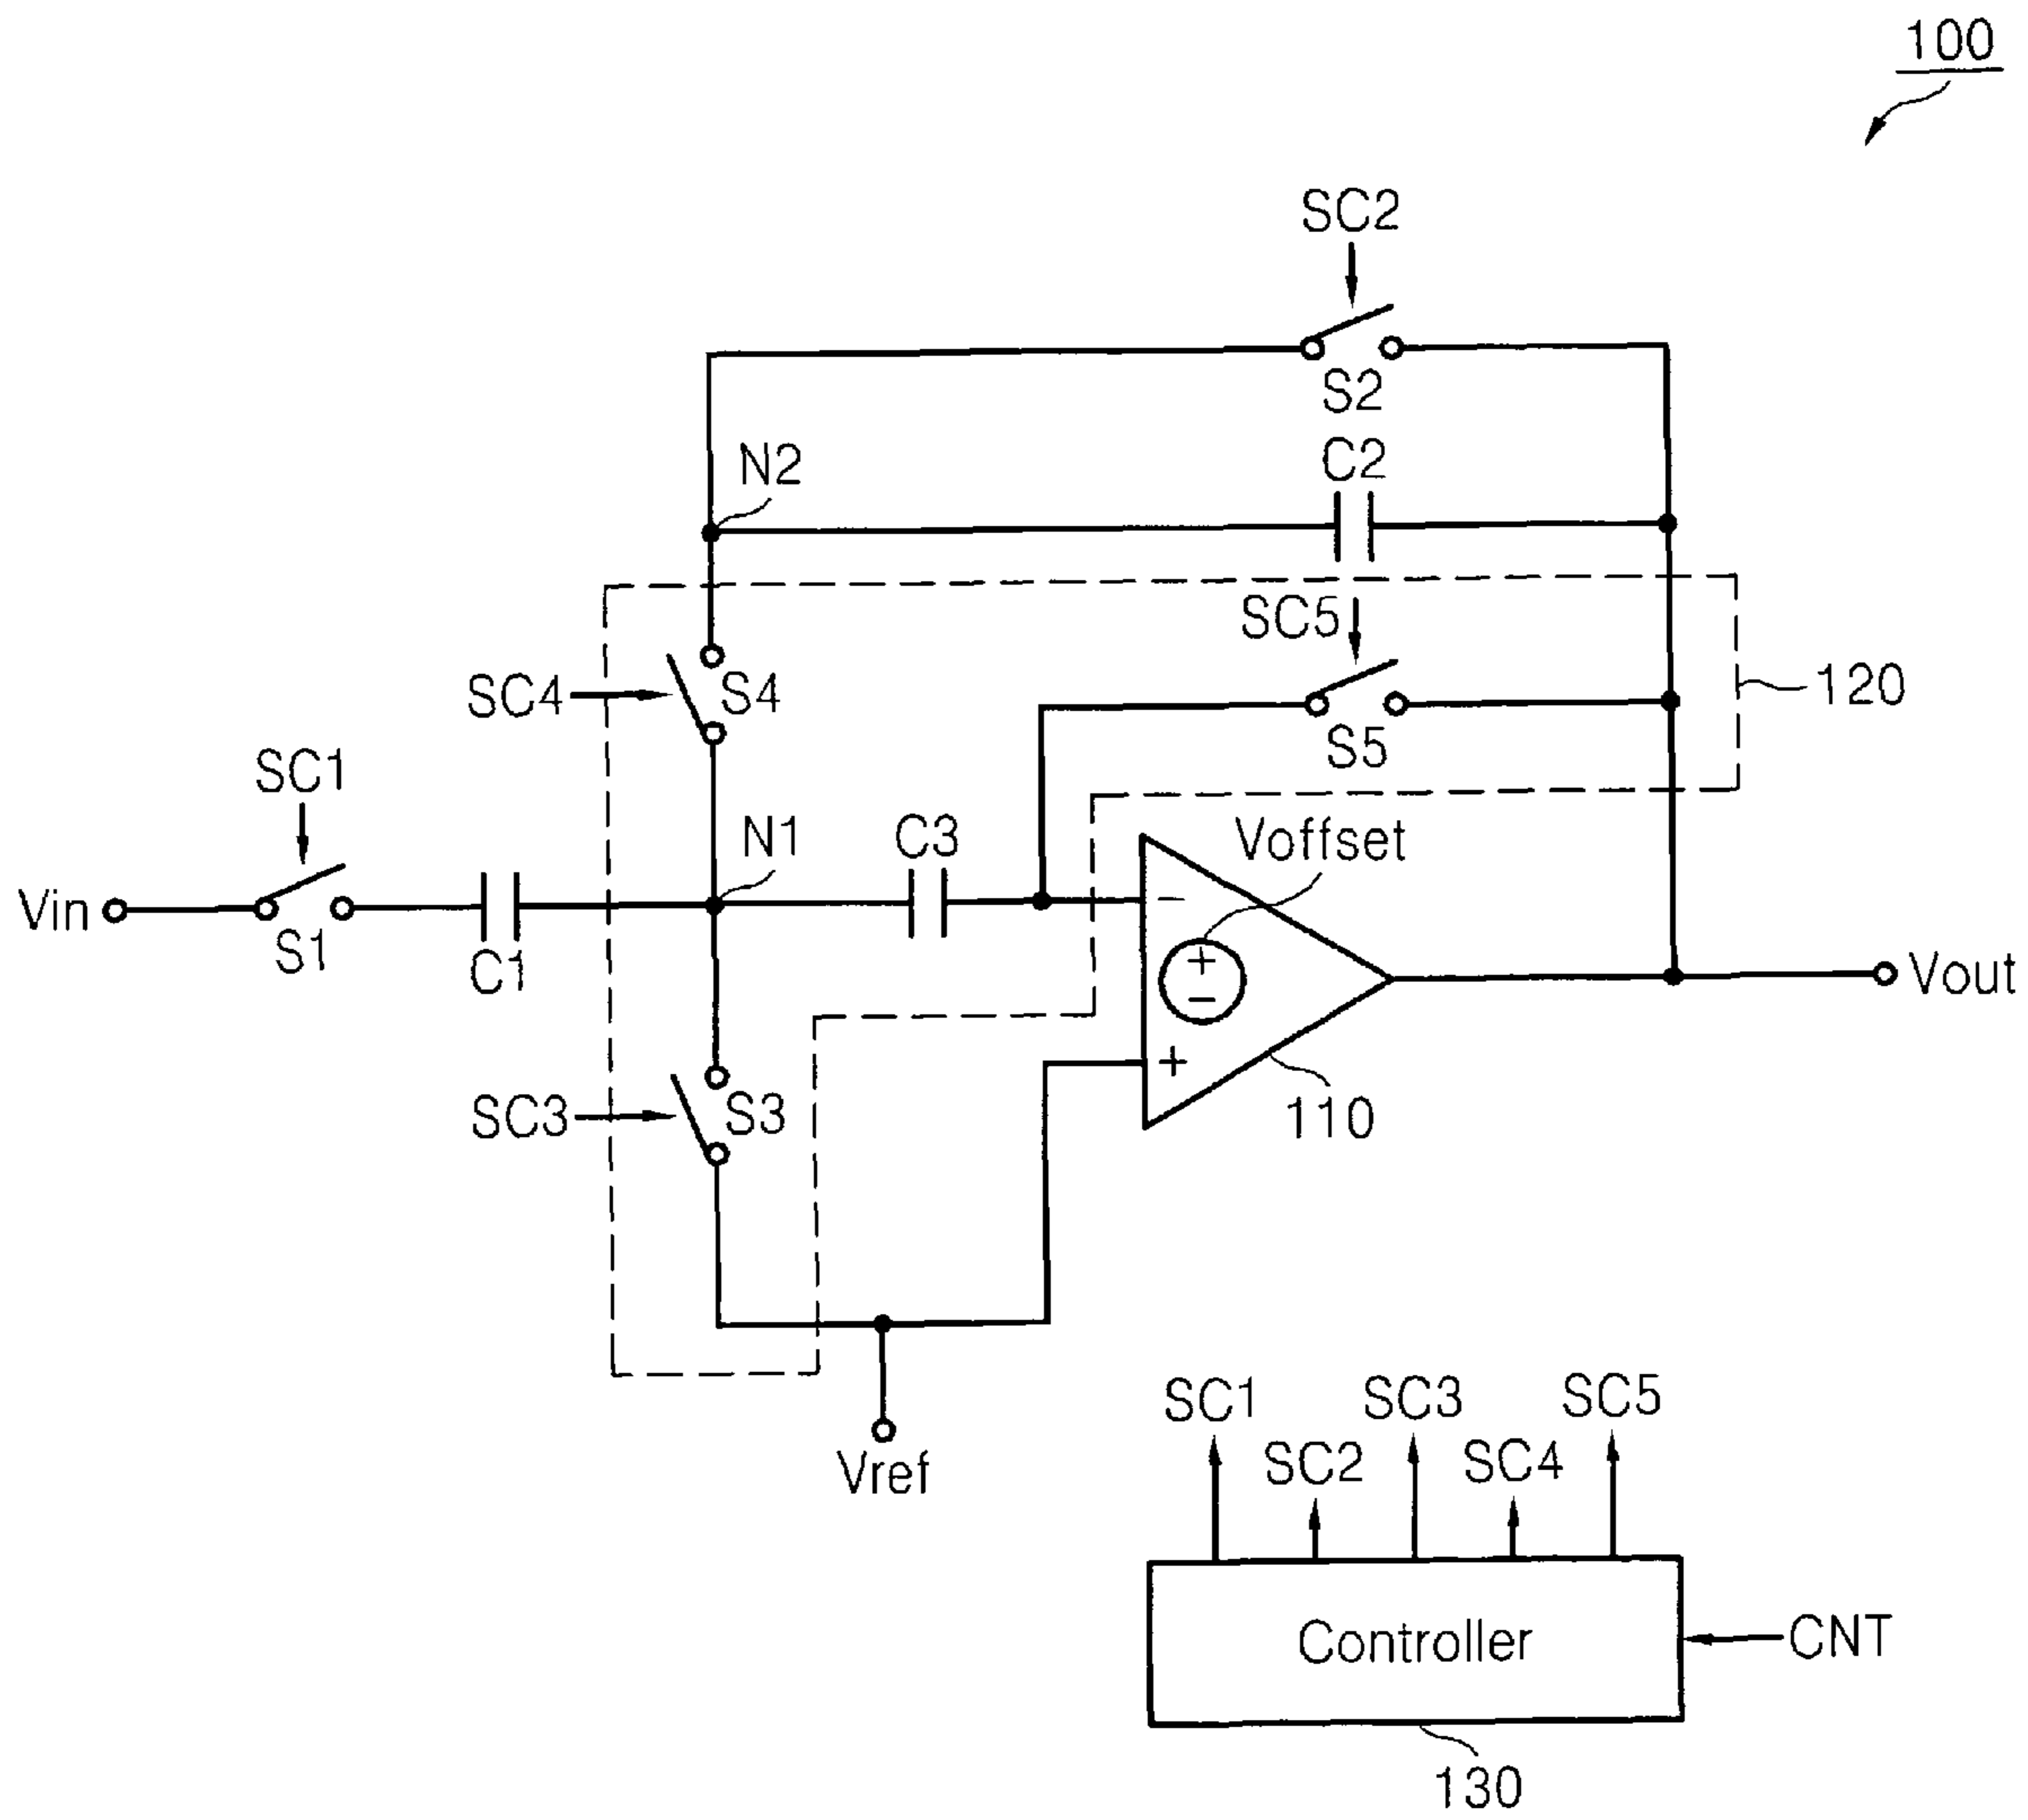 100
SC2
S2
N2
C2
SC5
SC4
S4
120
S5
SC1
N1
C3
Voffset
Vin
S1
C1
−
+
−
Vout
+
SC3
S3
110
Vref
SC1
SC2
SC3
SC4
SC5
Controller
CNT
130